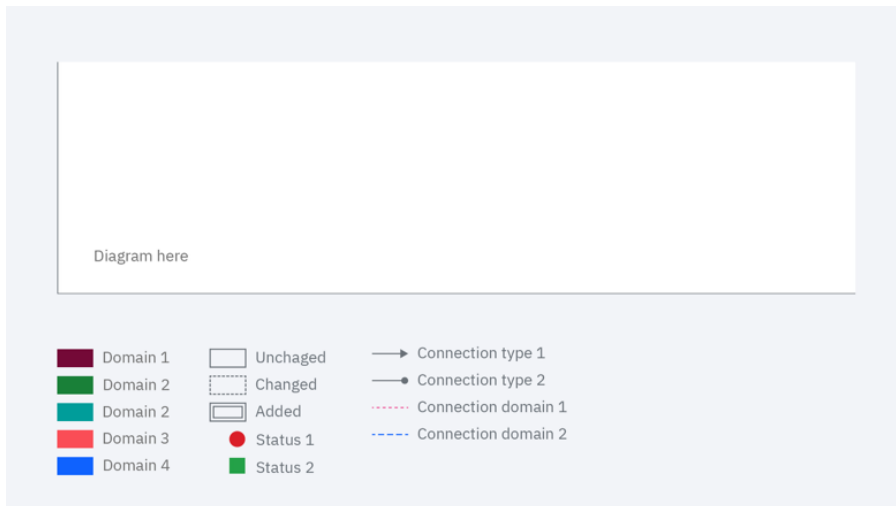 Diagram here
Domain 1
Domain 2
Domain 2
Domain 3
Domain 4
Unchaged
Changed
Added
Status 1
Status 2
Connection type 1
Connection type 2
Connection domain 1
Connection domain 2